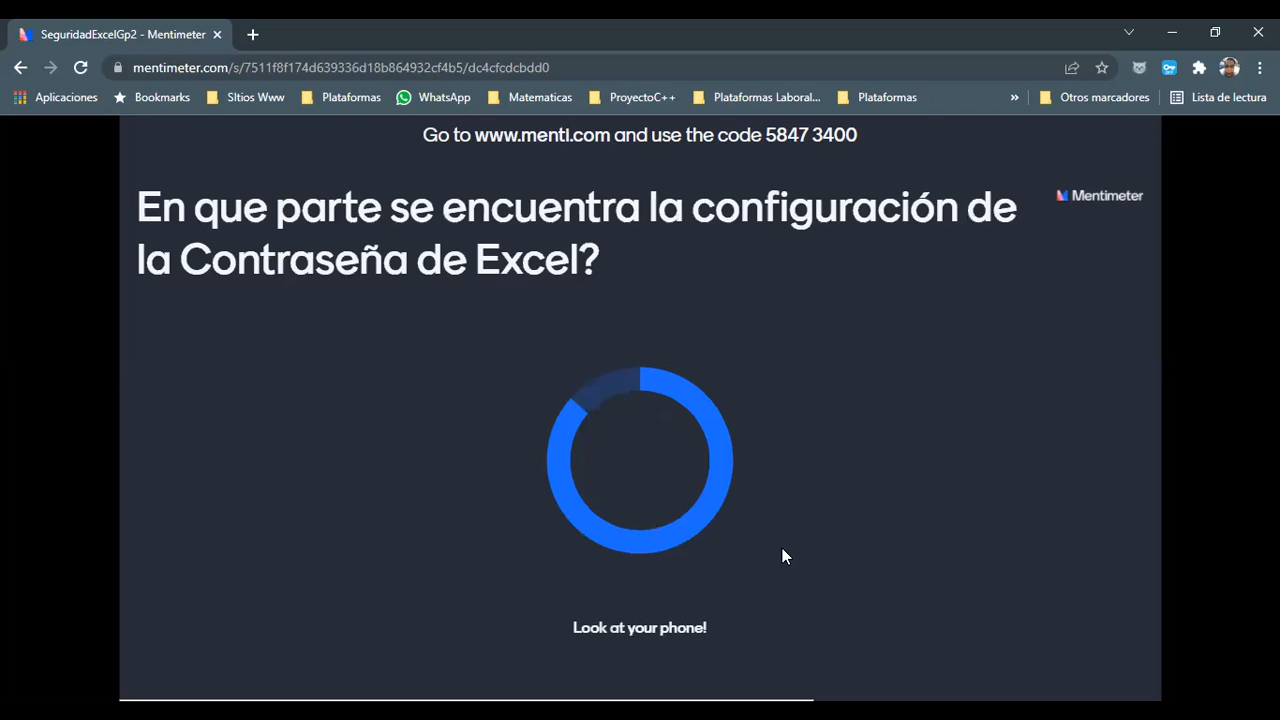 SeguridadExcelGp2 - Mentimeter
mentimeter.com/s/7511f8f174d639336d18b864932cf4b5/dc4cfcdcbdd0
Aplicaciones Bookmarks SItios Www Plataformas WhatsApp Matematicas ProyectoC++ Plataformas Laboral... Plataformas » Otros marcadores Lista de lectura
Go to www.menti.com and use the code 5847 3400
En que parte se encuentra la configuración de
la Contraseña de Excel?
Mentimeter
Look at your phone!